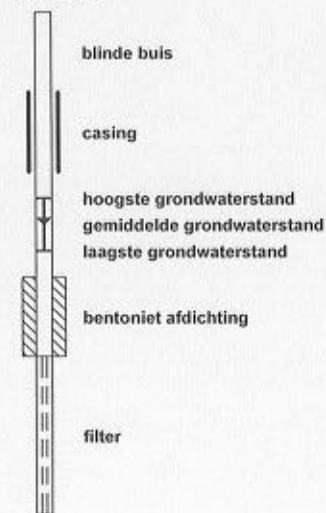 blinde buis
casing
hoogste grondwaterstand
gemiddelde grondwaterstand
laagste grondwaterstand
bentoniet afdichting
filter